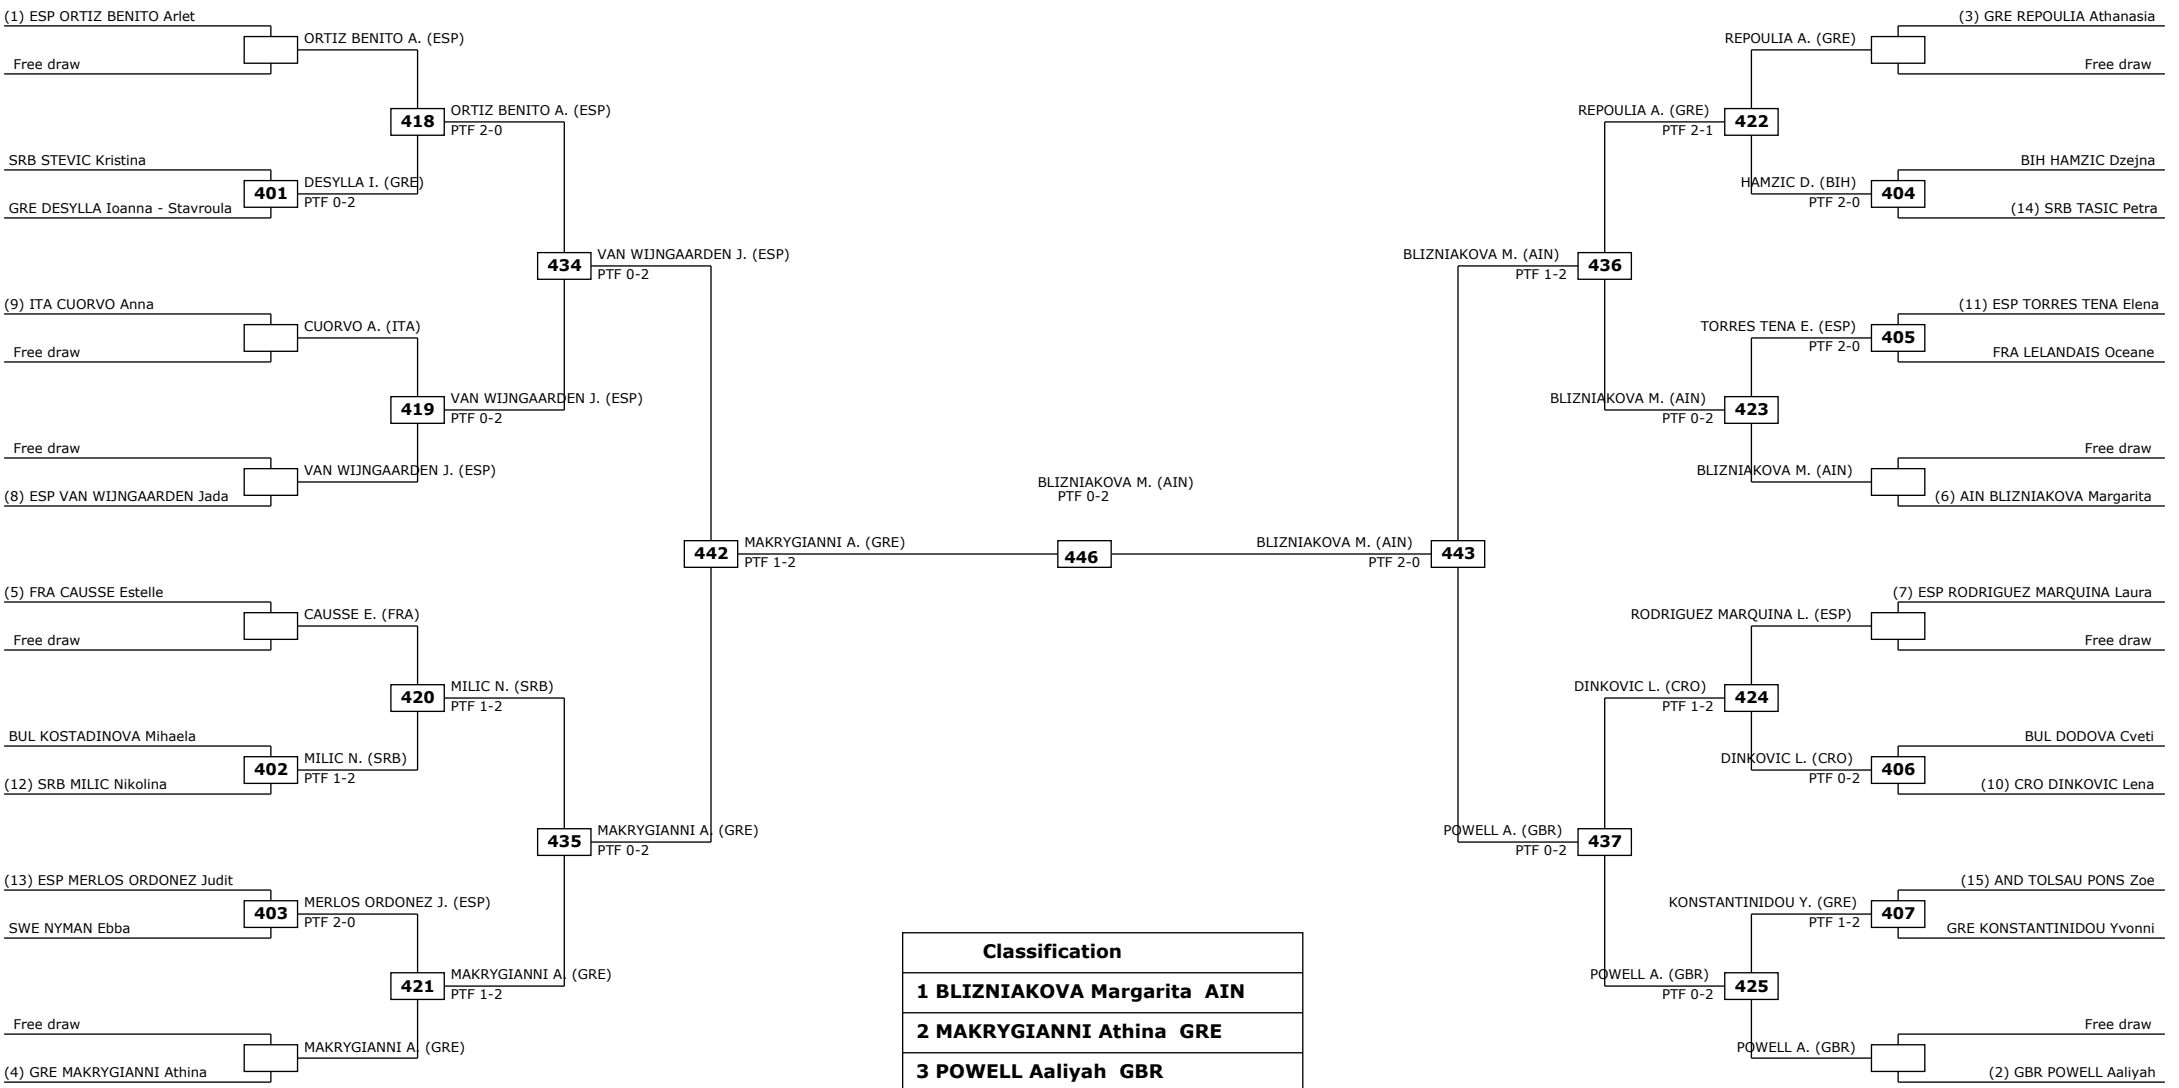 (1) ESP ORTIZ BENITO Arlet
ORTIZ BENITO A. (ESP)
Free draw
418
ORTIZ BENITO A. (ESP)
PTF 2-0
SRB STEVIC Kristina
401
DESYLLA I. (GRE)
PTF 0-2
GRE DESYLLA Ioanna - Stavroula
434
VAN WIJNGAARDEN J. (ESP)
PTF 0-2
(9) ITA CUORVO Anna
CUORVO A. (ITA)
Free draw
419
VAN WIJNGAARDEN J. (ESP)
PTF 0-2
Free draw
VAN WIJNGAARDEN J. (ESP)
(8) ESP VAN WIJNGAARDEN Jada
442
MAKRYGIANNI A. (GRE)
PTF 1-2
(5) FRA CAUSSE Estelle
CAUSSE E. (FRA)
Free draw
420
MILIC N. (SRB)
PTF 1-2
BUL KOSTADINOVA Mihaela
402
MILIC N. (SRB)
PTF 1-2
(12) SRB MILIC Nikolina
435
MAKRYGIANNI A. (GRE)
PTF 0-2
(13) ESP MERLOS ORDONEZ Judit
403
MERLOS ORDONEZ J. (ESP)
PTF 2-0
SWE NYMAN Ebba
421
MAKRYGIANNI A. (GRE)
PTF 1-2
Free draw
MAKRYGIANNI A. (GRE)
(4) GRE MAKRYGIANNI Athina
BLIZNIAKOVA M. (AIN)
PTF 0-2
446
(3) GRE REPOULIA Athanasia
REPOULIA A. (GRE)
Free draw
REPOULIA A. (GRE)
PTF 2-1
422
BIH HAMZIC Dzejna
HAMZIC D. (BIH)
PTF 2-0
404
(14) SRB TASIC Petra
BLIZNIAKOVA M. (AIN)
PTF 1-2
436
(11) ESP TORRES TENA Elena
TORRES TENA E. (ESP)
PTF 2-0
405
FRA LELANDAIS Oceane
BLIZNIAKOVA M. (AIN)
PTF 0-2
423
Free draw
BLIZNIAKOVA M. (AIN)
(6) AIN BLIZNIAKOVA Margarita
BLIZNIAKOVA M. (AIN)
PTF 2-0
443
(7) ESP RODRIGUEZ MARQUINA Laura
RODRIGUEZ MARQUINA L. (ESP)
Free draw
DINKOVIC L. (CRO)
PTF 1-2
424
BUL DODOVA Cveti
DINKOVIC L. (CRO)
PTF 0-2
406
(10) CRO DINKOVIC Lena
POWELL A. (GBR)
PTF 0-2
437
(15) AND TOLSAU PONS Zoe
KONSTANTINIDOU Y. (GRE)
PTF 1-2
407
GRE KONSTANTINIDOU Yvonni
POWELL A. (GBR)
PTF 0-2
425
Free draw
POWELL A. (GBR)
(2) GBR POWELL Aaliyah
Classification
1 BLIZNIAKOVA Margarita AIN
2 MAKRYGIANNI Athina GRE
3 POWELL Aaliyah GBR